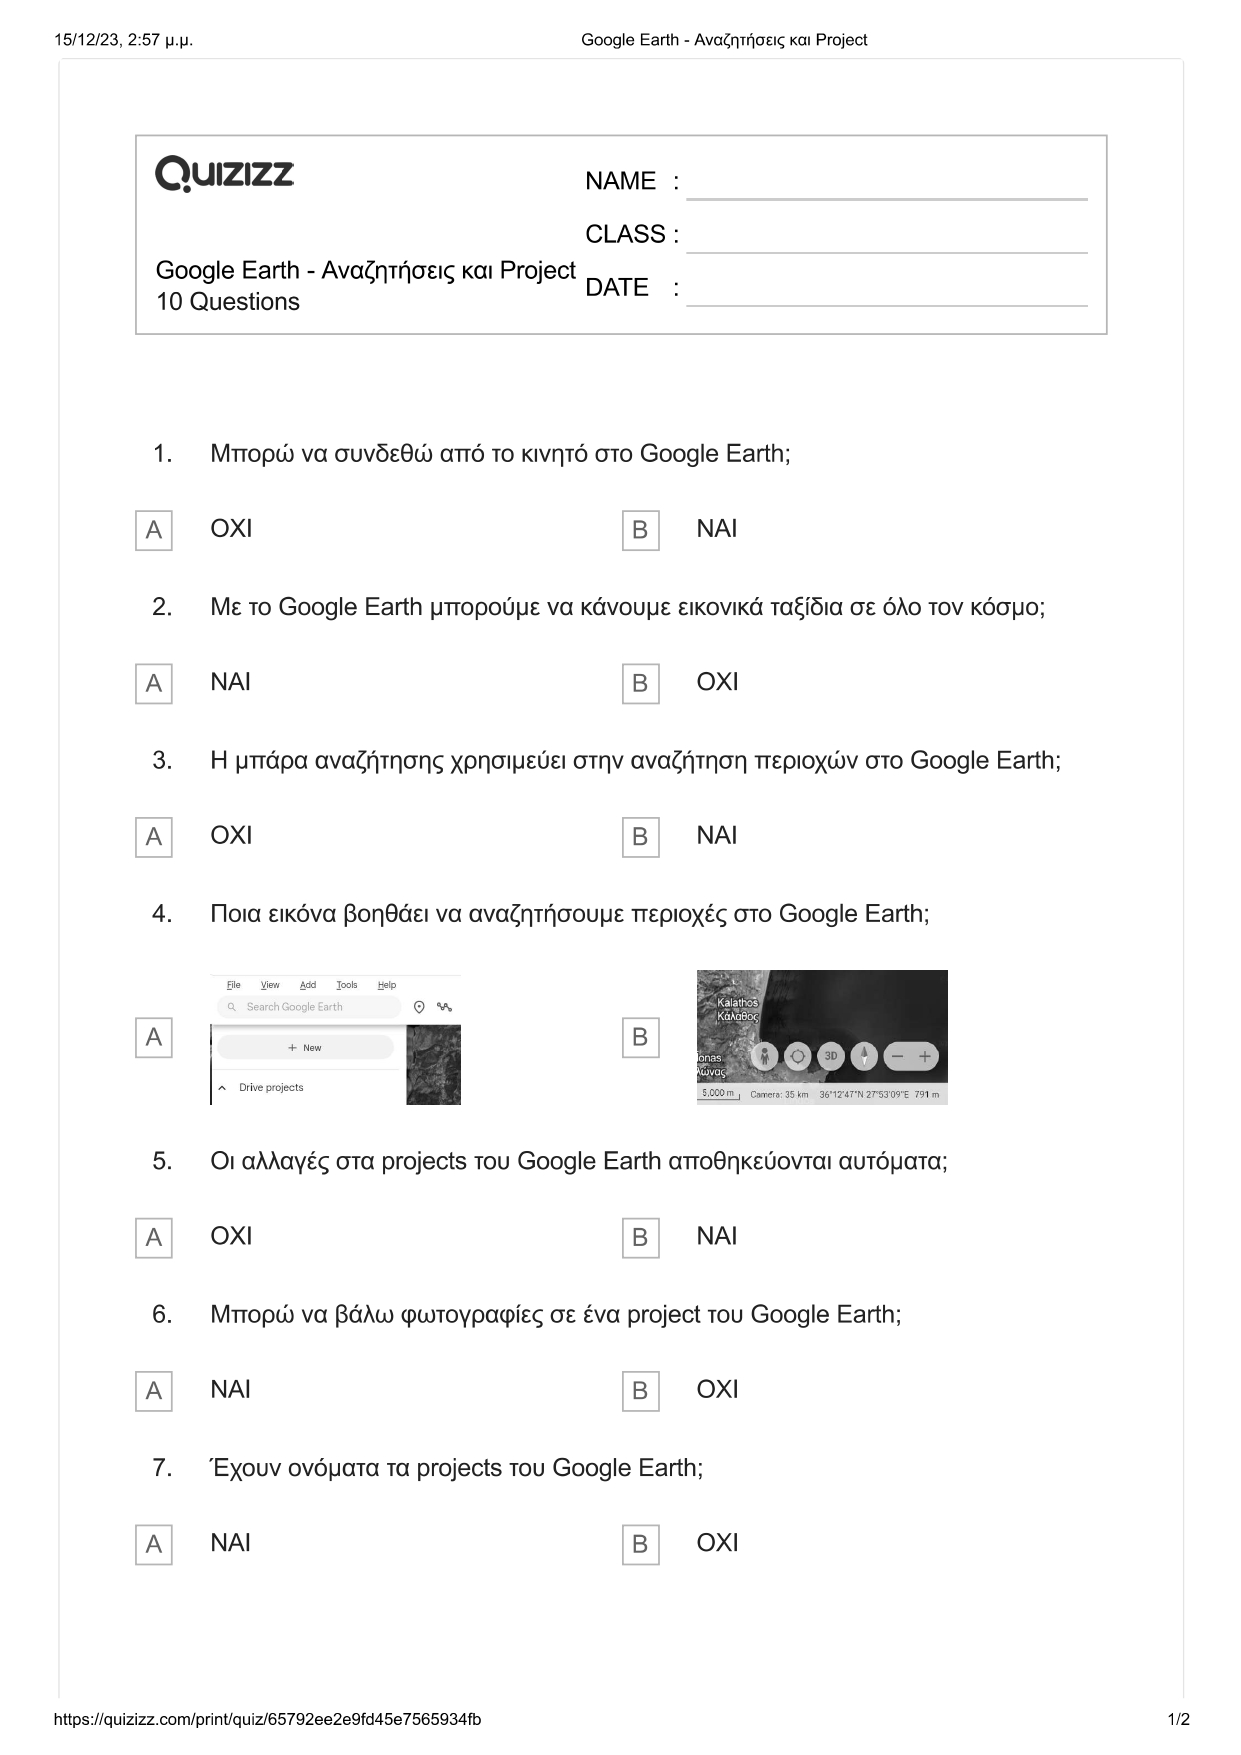 15/12/23, 2:57 μ.μ.
Google Earth - Αναζητήσεις και Project
Quizizz
NAME :
CLASS :
Google Earth - Αναζητήσεις και Project
10 Questions
DATE :
1. Μπορώ να συνδεθώ από το κινητό στο Google Earth;
A ΟΧΙ
B ΝΑΙ
2. Με το Google Earth μπορούμε να κάνουμε εικονικά ταξίδια σε όλο τον κόσμο;
A ΝΑΙ
B ΟΧΙ
3. Η μπάρα αναζήτησης χρησιμεύει στην αναζήτηση περιοχών στο Google Earth;
A ΟΧΙ
B ΝΑΙ
4. Ποια εικόνα βοηθάει να αναζητήσουμε περιοχές στο Google Earth;
A
File View Add Tools Help
Search Google Earth
+ New
Drive projects
B
Kalathos
Κάλαθος
ionas
λώνας
3D
5,000 m Camera: 35 km 36°12'47"N 27°53'09"E 791 m
5. Οι αλλαγές στα projects του Google Earth αποθηκεύονται αυτόματα;
A ΟΧΙ
B ΝΑΙ
6. Μπορώ να βάλω φωτογραφίες σε ένα project του Google Earth;
A ΝΑΙ
B ΟΧΙ
7. Έχουν ονόματα τα projects του Google Earth;
A ΝΑΙ
B ΟΧΙ
https://quizizz.com/print/quiz/65792ee2e9fd45e7565934fb
1/2